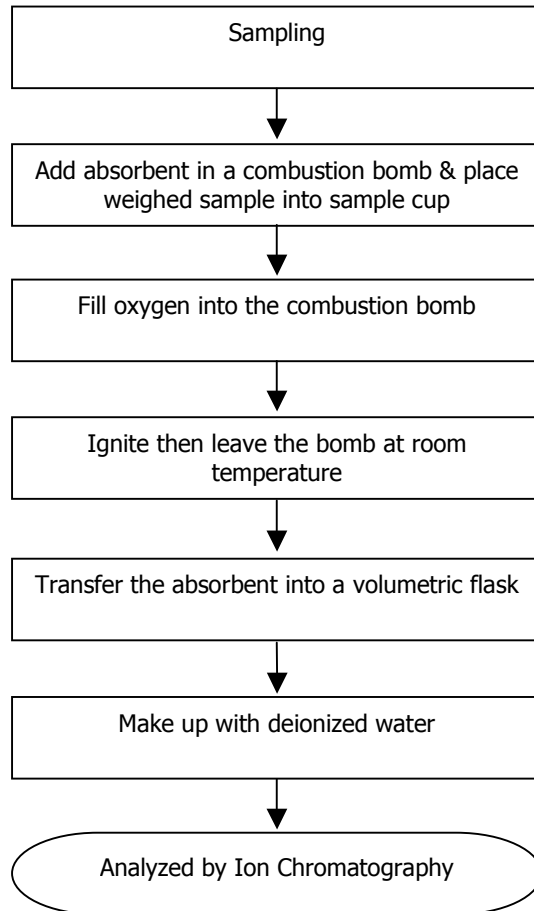 Sampling
Add absorbent in a combustion bomb & place
weighed sample into sample cup
Fill oxygen into the combustion bomb
Ignite then leave the bomb at room
temperature
Transfer the absorbent into a volumetric flask
Make up with deionized water
Analyzed by Ion Chromatography